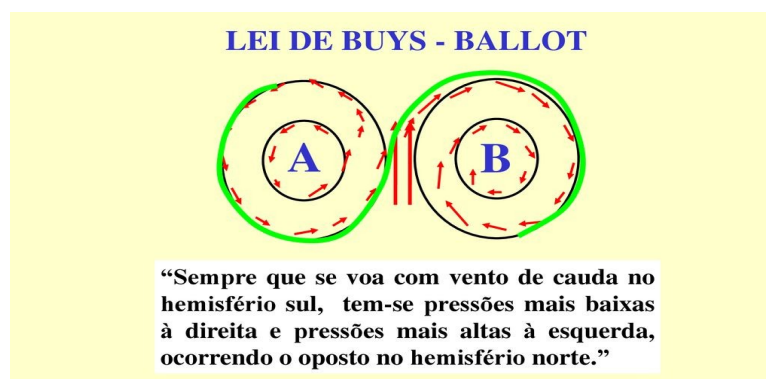 LEI DE BUYS - BALLOT
A
B
“Sempre que se voa com vento de cauda no
hemisfério sul, tem-se pressões mais baixas
à direita e pressões mais altas à esquerda,
ocorrendo o oposto no hemisfério norte.”